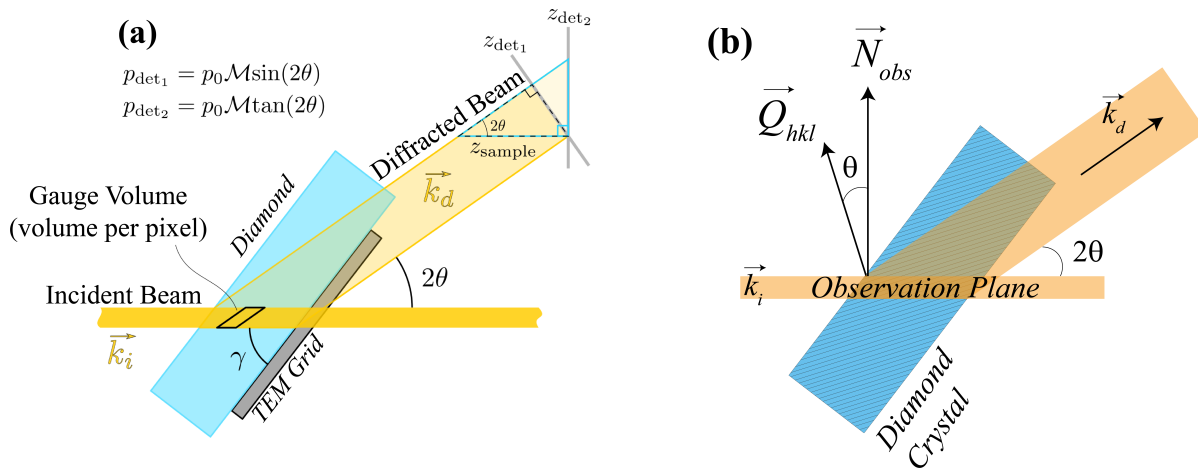 (a)
p_det₁ = p₀ℳsin(2θ)
p_det₂ = p₀ℳtan(2θ)
z_det₂
z_det₁
2θ
z_sample
Diffracted Beam
k_d
Gauge Volume
(volume per pixel)
Diamond
Incident Beam
2θ
k_i
γ
TEM Grid
(b)
N_obs
Q_hkl
θ
k_d
2θ
k_i
Observation Plane
Diamond
Crystal